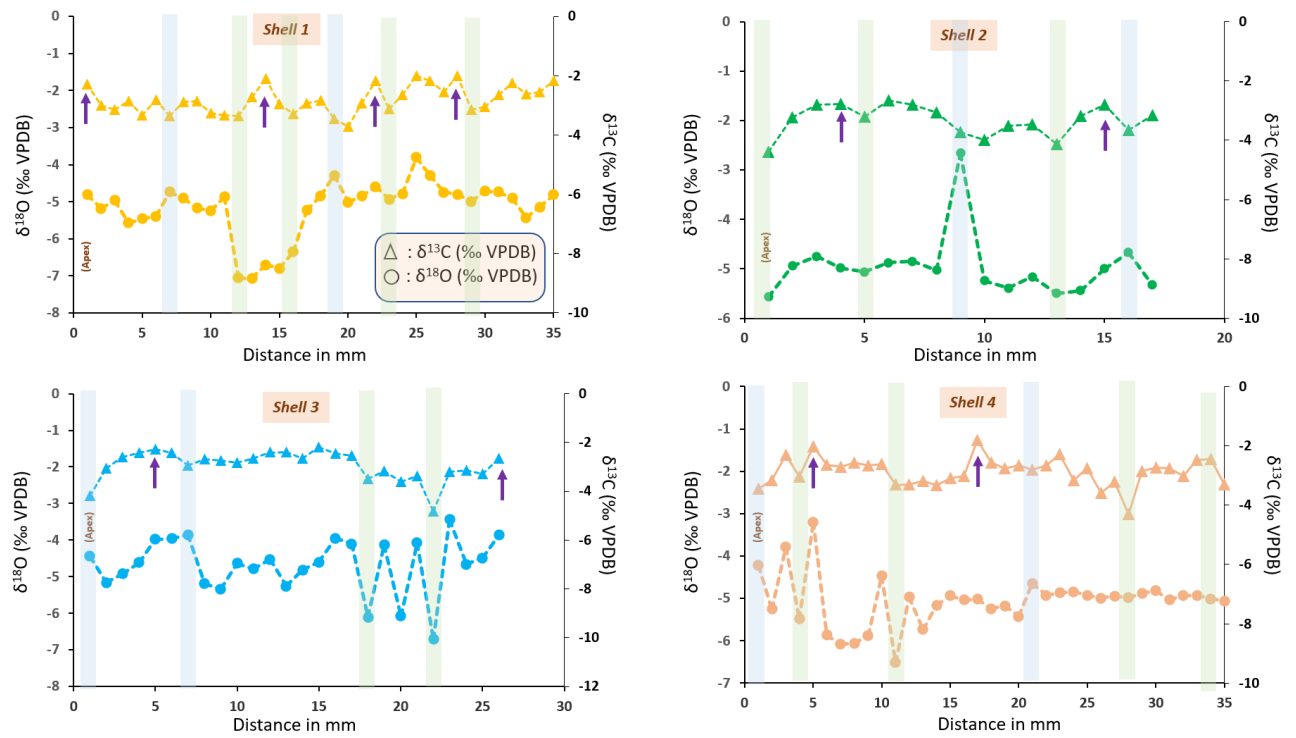 Shell 1
0
-1
-2
-3
-4
-5
-6
-7
-8
δ18O (‰ VPDB)
0
-2
-4
-6
-8
-10
δ13C (‰ VPDB)
(Apex)
△ : δ13C (‰ VPDB)
○ : δ18O (‰ VPDB)
0 5 10 15 20 25 30 35
Distance in mm
Shell 2
0
-1
-2
-3
-4
-5
-6
δ18O (‰ VPDB)
0
-2
-4
-6
-8
-10
δ13C (‰ VPDB)
(Apex)
0 5 10 15 20
Distance in mm
Shell 3
0
-1
-2
-3
-4
-5
-6
-7
-8
δ18O (‰ VPDB)
0
-2
-4
-6
-8
-10
-12
δ13C (‰ VPDB)
(Apex)
0 5 10 15 20 25 30
Distance in mm
Shell 4
0
-1
-2
-3
-4
-5
-6
-7
δ18O (‰ VPDB)
0
-2
-4
-6
-8
-10
δ13C (‰ VPDB)
(Apex)
0 5 10 15 20 25 30 35
Distance in mm